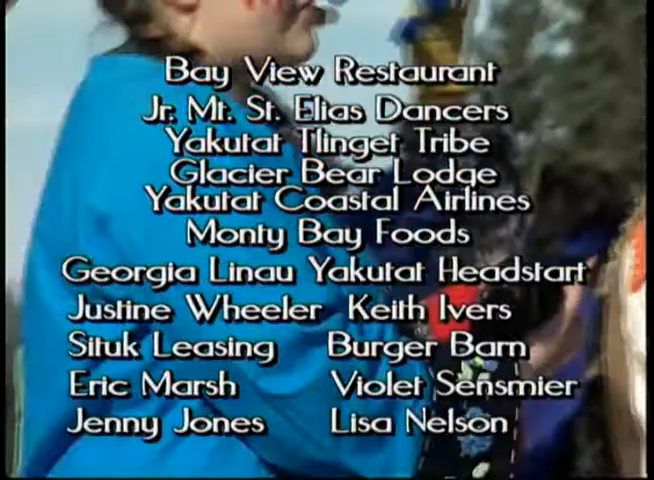 Bay View Restaurant
Jr. Mt. St. Elias Dancers
Yakutat Tlinget Tribe
Glacier Bear Lodge
Yakutat Coastal Airlines
Monty Bay Foods
Georgia Linau Yakutat Headstart
Justine Wheeler Keith Ivers
Situk Leasing Burger Barn
Eric Marsh Violet Sensmier
Jenny Jones Lisa Nelson